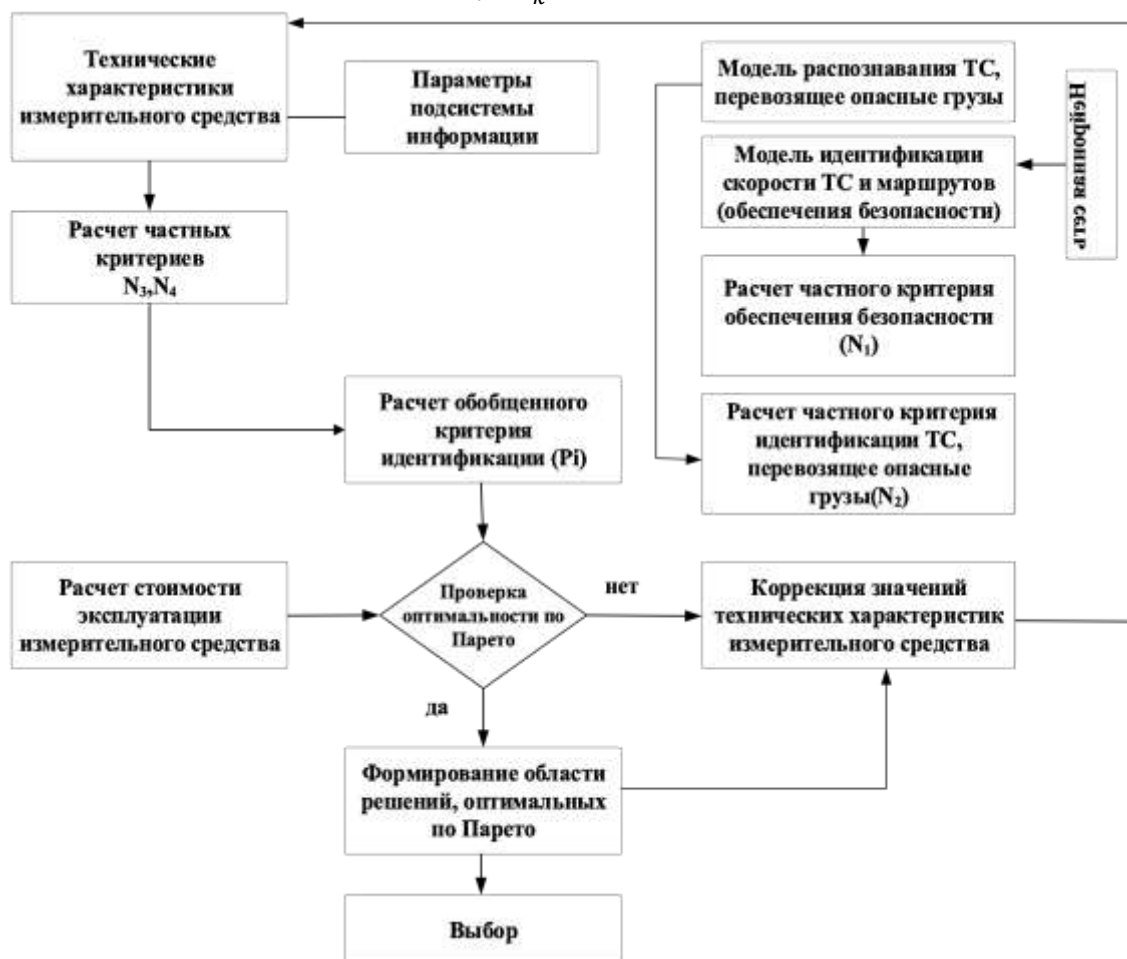 k
Технические
характеристики
измерительного средства
Параметры
подсистемы
информации
Модель распознавания ТС,
перевозящее опасные грузы
Нейронная сеть
Модель идентификации
скорости ТС и маршрутов
(обеспечения безопасности)
Расчет частных
критериев
N₃,N₄
Расчет частного критерия
обеспечения безопасности
(N₁)
Расчет обобщенного
критерия
идентификации (Pi)
Расчет частного критерия
идентификации ТС,
перевозящее опасные
грузы(N₂)
Расчет стоимости
эксплуатации
измерительного средства
Проверка
оптимальности по
Парето
нет
Коррекция значений
технических характеристик
измерительного средства
да
Формирование области
решений, оптимальных
по Парето
Выбор